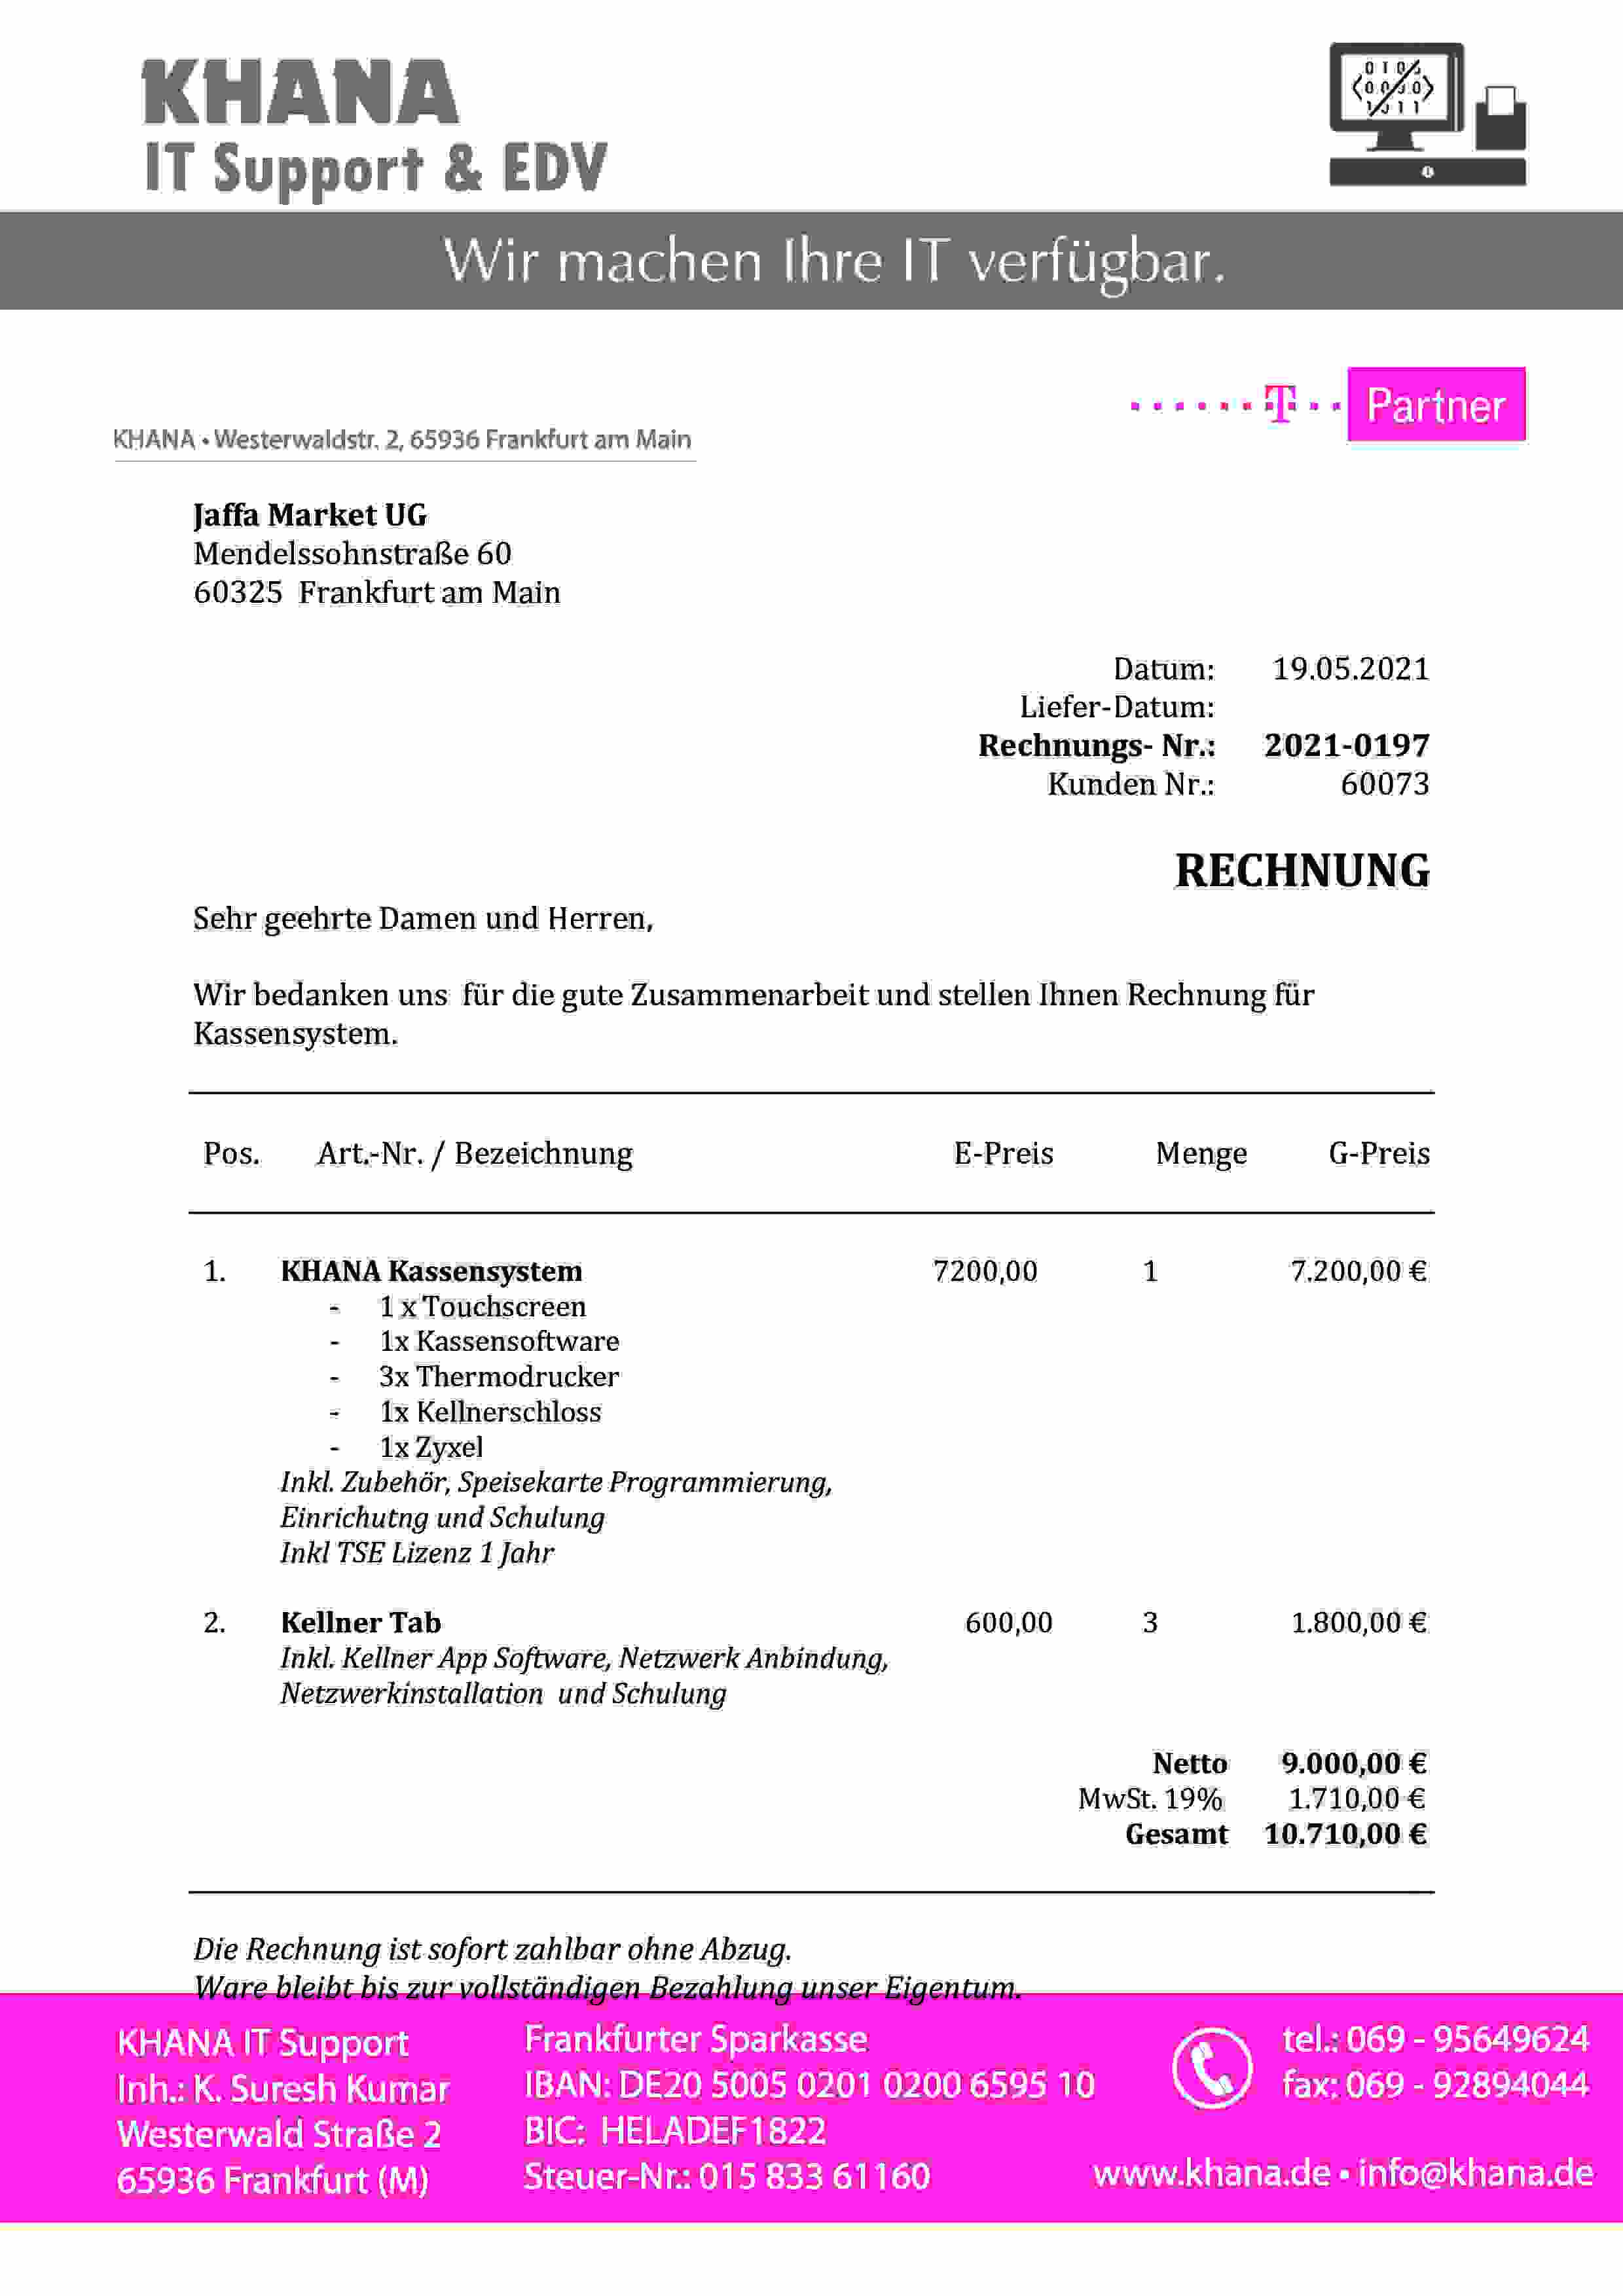 KHANA
IT Support & EDV
Wir machen Ihre IT verfügbar.
T Partner
KHANA • Westerwaldstr. 2, 65936 Frankfurt am Main
Jaffa Market UG
Mendelssohnstraße 60
60325 Frankfurt am Main
Datum: 19.05.2021
Liefer-Datum:
Rechnungs- Nr.: 2021-0197
Kunden Nr.: 60073
RECHNUNG
Sehr geehrte Damen und Herren,
Wir bedanken uns für die gute Zusammenarbeit und stellen Ihnen Rechnung für
Kassensystem.
Pos. Art.-Nr. / Bezeichnung E-Preis Menge G-Preis
1. KHANA Kassensystem 7200,00 1 7.200,00 €
- 1 x Touchscreen
- 1x Kassensoftware
- 3x Thermodrucker
- 1x Kellnerschloss
- 1x Zyxel
Inkl. Zubehör, Speisekarte Programmierung,
Einrichutng und Schulung
Inkl TSE Lizenz 1 Jahr
2. Kellner Tab 600,00 3 1.800,00 €
Inkl. Kellner App Software, Netzwerk Anbindung,
Netzwerkinstallation und Schulung
Netto 9.000,00 €
MwSt. 19% 1.710,00 €
Gesamt 10.710,00 €
Die Rechnung ist sofort zahlbar ohne Abzug.
Ware bleibt bis zur vollständigen Bezahlung unser Eigentum.
KHANA IT Support
Inh.: K. Suresh Kumar
Westerwald Straße 2
65936 Frankfurt (M)
Frankfurter Sparkasse
IBAN: DE20 5005 0201 0200 6595 10
BIC: HELADEF1822
Steuer-Nr.: 015 833 61160
tel.: 069 - 95649624
fax: 069 - 92894044
www.khana.de • info@khana.de